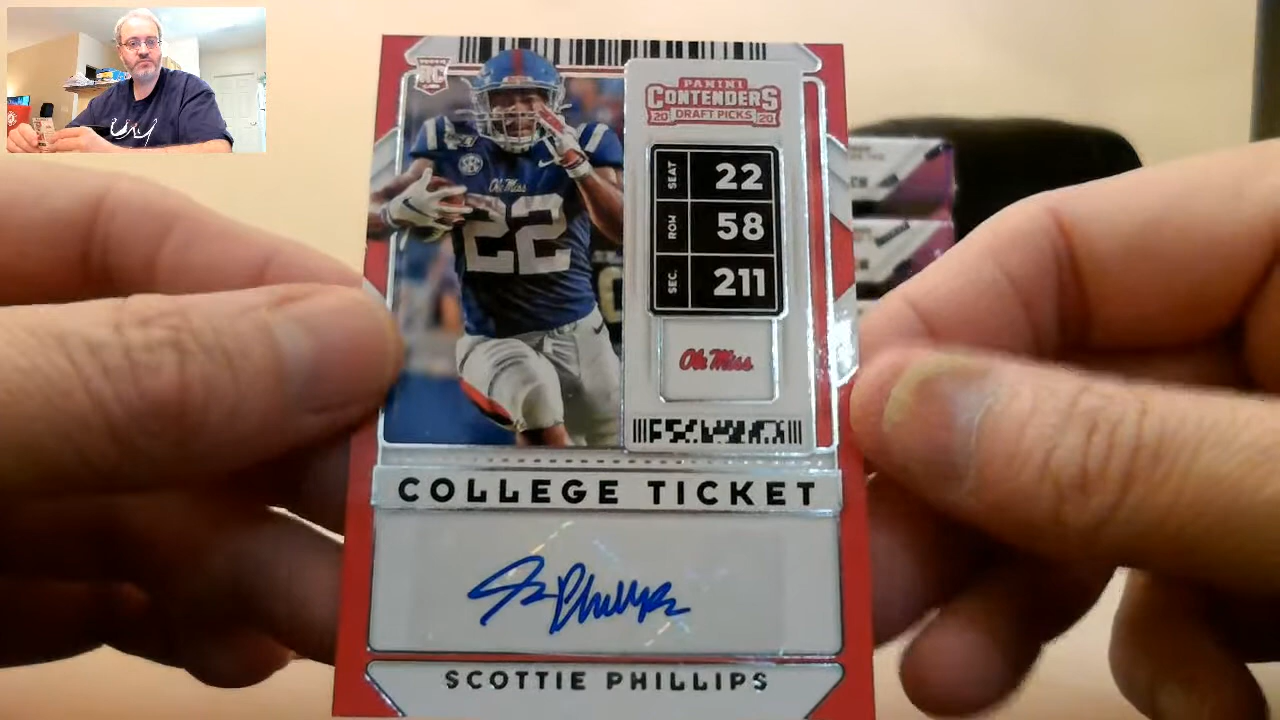 RC
PANINI
CONTENDERS
20 DRAFT PICKS 20
SEAT 22
ROW 58
SEC. 211
Ole Miss
22
Ole Miss
COLLEGE TICKET
SCOTTIE PHILLIPS